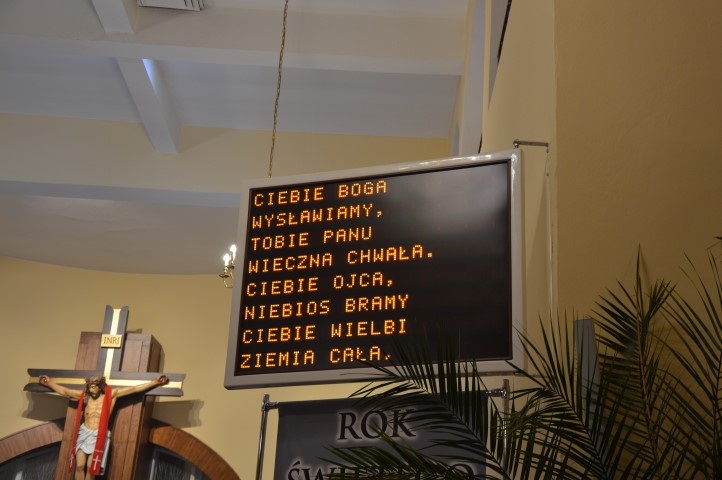 CIEBIE BOGA
WYSŁAWIAMY,
TOBIE PANU
WIECZNA CHWAŁA.
CIEBIE OJCA,
NIEBIOS BRAMY
CIEBIE WIELBI
ZIEMIA CAŁA.
INRI
ROK